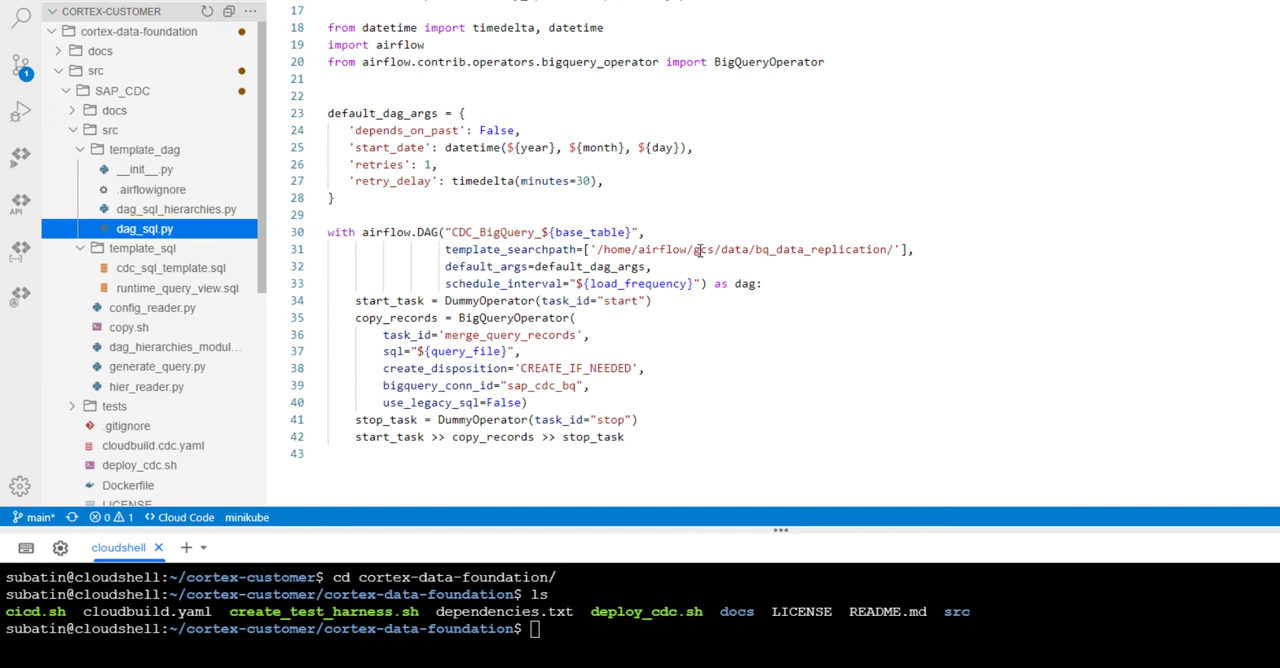 CORTEX-CUSTOMER
cortex-data-foundation
docs
src
SAP_CDC
docs
src
template_dag
__init__.py
.airflowignore
dag_sql_hierarchies.py
dag_sql.py
template_sql
cdc_sql_template.sql
runtime_query_view.sql
config_reader.py
copy.sh
dag_hierarchies_modul...
generate_query.py
hier_reader.py
tests
.gitignore
cloudbuild.cdc.yaml
deploy_cdc.sh
Dockerfile
LICENSE
1
API
17
18 from datetime import timedelta, datetime
19 import airflow
20 from airflow.contrib.operators.bigquery_operator import BigQueryOperator
21
22
23 default_dag_args = {
24 'depends_on_past': False,
25 'start_date': datetime(${year}, ${month}, ${day}),
26 'retries': 1,
27 'retry_delay': timedelta(minutes=30),
28 }
29
30 with airflow.DAG("CDC_BigQuery_${base_table}",
31 template_searchpath=['/home/airflow/gcs/data/bq_data_replication/'],
32 default_args=default_dag_args,
33 schedule_interval="${load_frequency}") as dag:
34 start_task = DummyOperator(task_id="start")
35 copy_records = BigQueryOperator(
36 task_id='merge_query_records',
37 sql="${query_file}",
38 create_disposition='CREATE_IF_NEEDED',
39 bigquery_conn_id="sap_cdc_bq",
40 use_legacy_sql=False)
41 stop_task = DummyOperator(task_id="stop")
42 start_task >> copy_records >> stop_task
43
main* 0 1 Cloud Code minikube
cloudshell
subatin@cloudshell:~/cortex-customer$ cd cortex-data-foundation/
subatin@cloudshell:~/cortex-customer/cortex-data-foundation$ ls
cicd.sh cloudbuild.yaml create_test_harness.sh dependencies.txt deploy_cdc.sh docs LICENSE README.md src
subatin@cloudshell:~/cortex-customer/cortex-data-foundation$